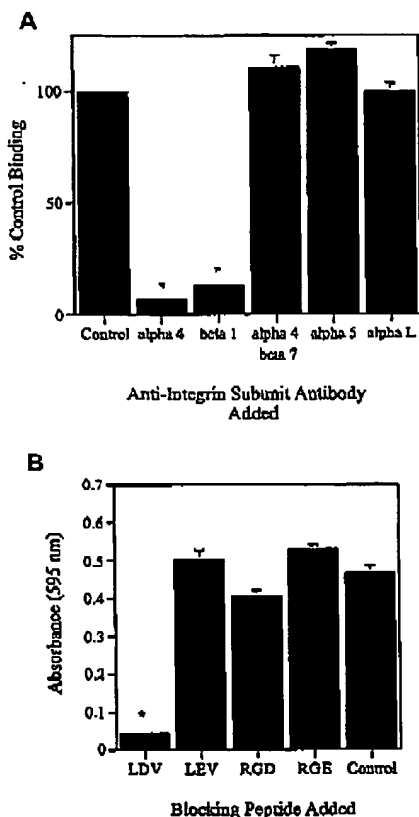 A
100
50
0
% Control Binding
Control alpha 4 beta 1 alpha 4 alpha 5 alpha L
beta 7
Anti-Integrin Subunit Antibody
Added
B
0.7
0.6
0.5
0.4
0.3
0.2
0.1
0
Absorbance (595 nm)
*
LDV LEV RGD RGE Control
Blocking Peptide Added